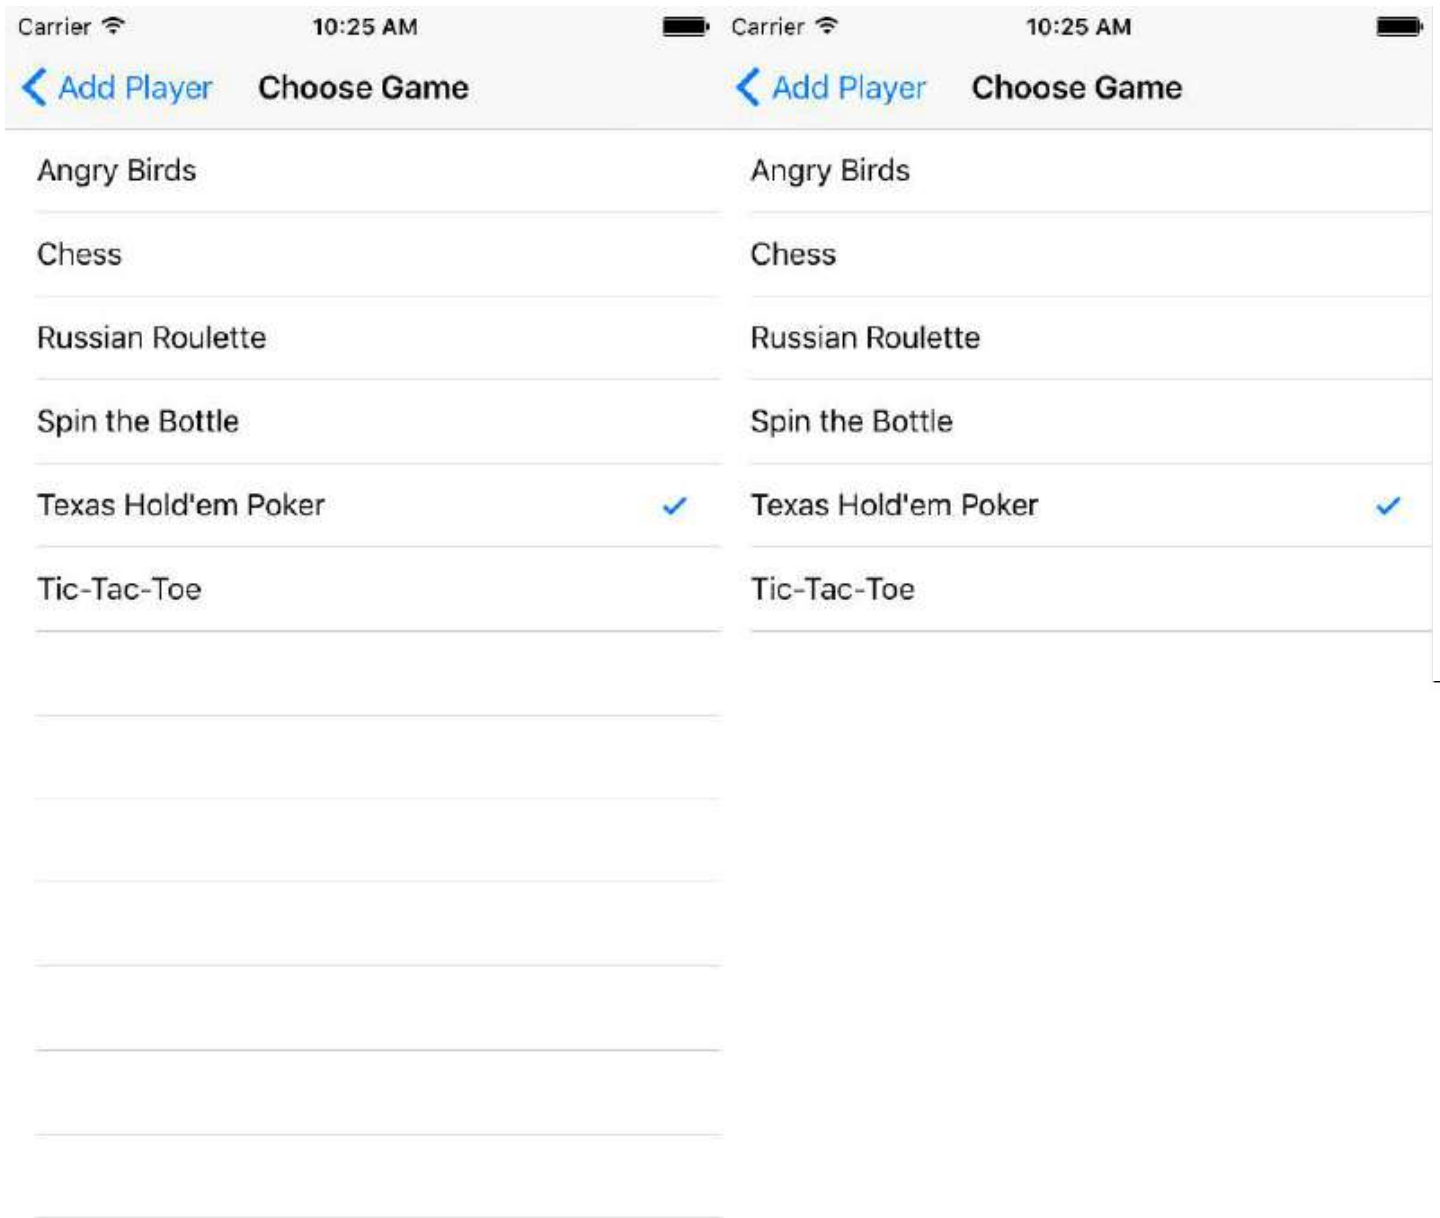 Carrier 10:25 AM
Add Player Choose Game
Angry Birds
Chess
Russian Roulette
Spin the Bottle
Texas Hold'em Poker
Tic-Tac-Toe
Carrier 10:25 AM
Add Player Choose Game
Angry Birds
Chess
Russian Roulette
Spin the Bottle
Texas Hold'em Poker
Tic-Tac-Toe